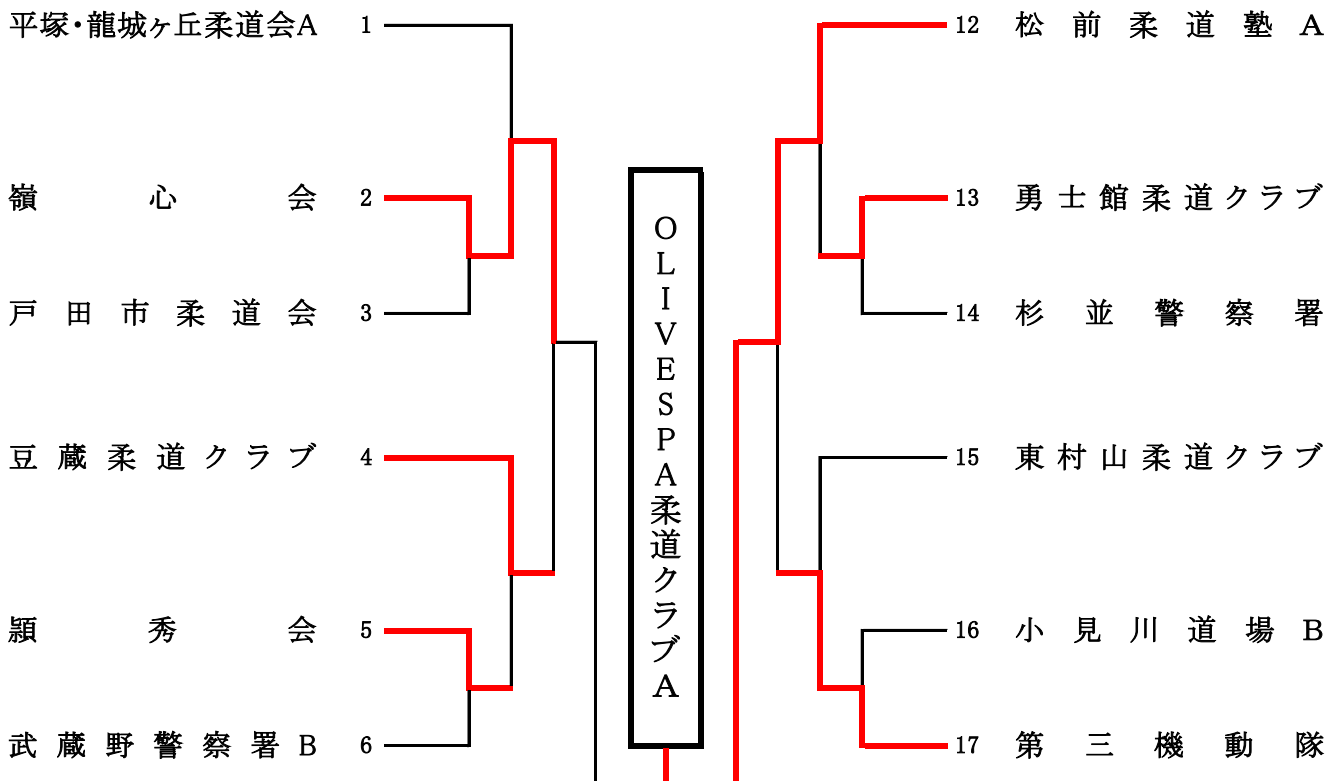 平塚・龍城ヶ丘柔道会A 1
嶺心会 2
戸田市柔道会 3
豆蔵柔道クラブ 4
頴秀会 5
武蔵野警察署B 6
OLIVESPA柔道クラブA
12 松前柔道塾A
13 勇士館柔道クラブ
14 杉並警察署
15 東村山柔道クラブ
16 小見川道場B
17 第三機動隊